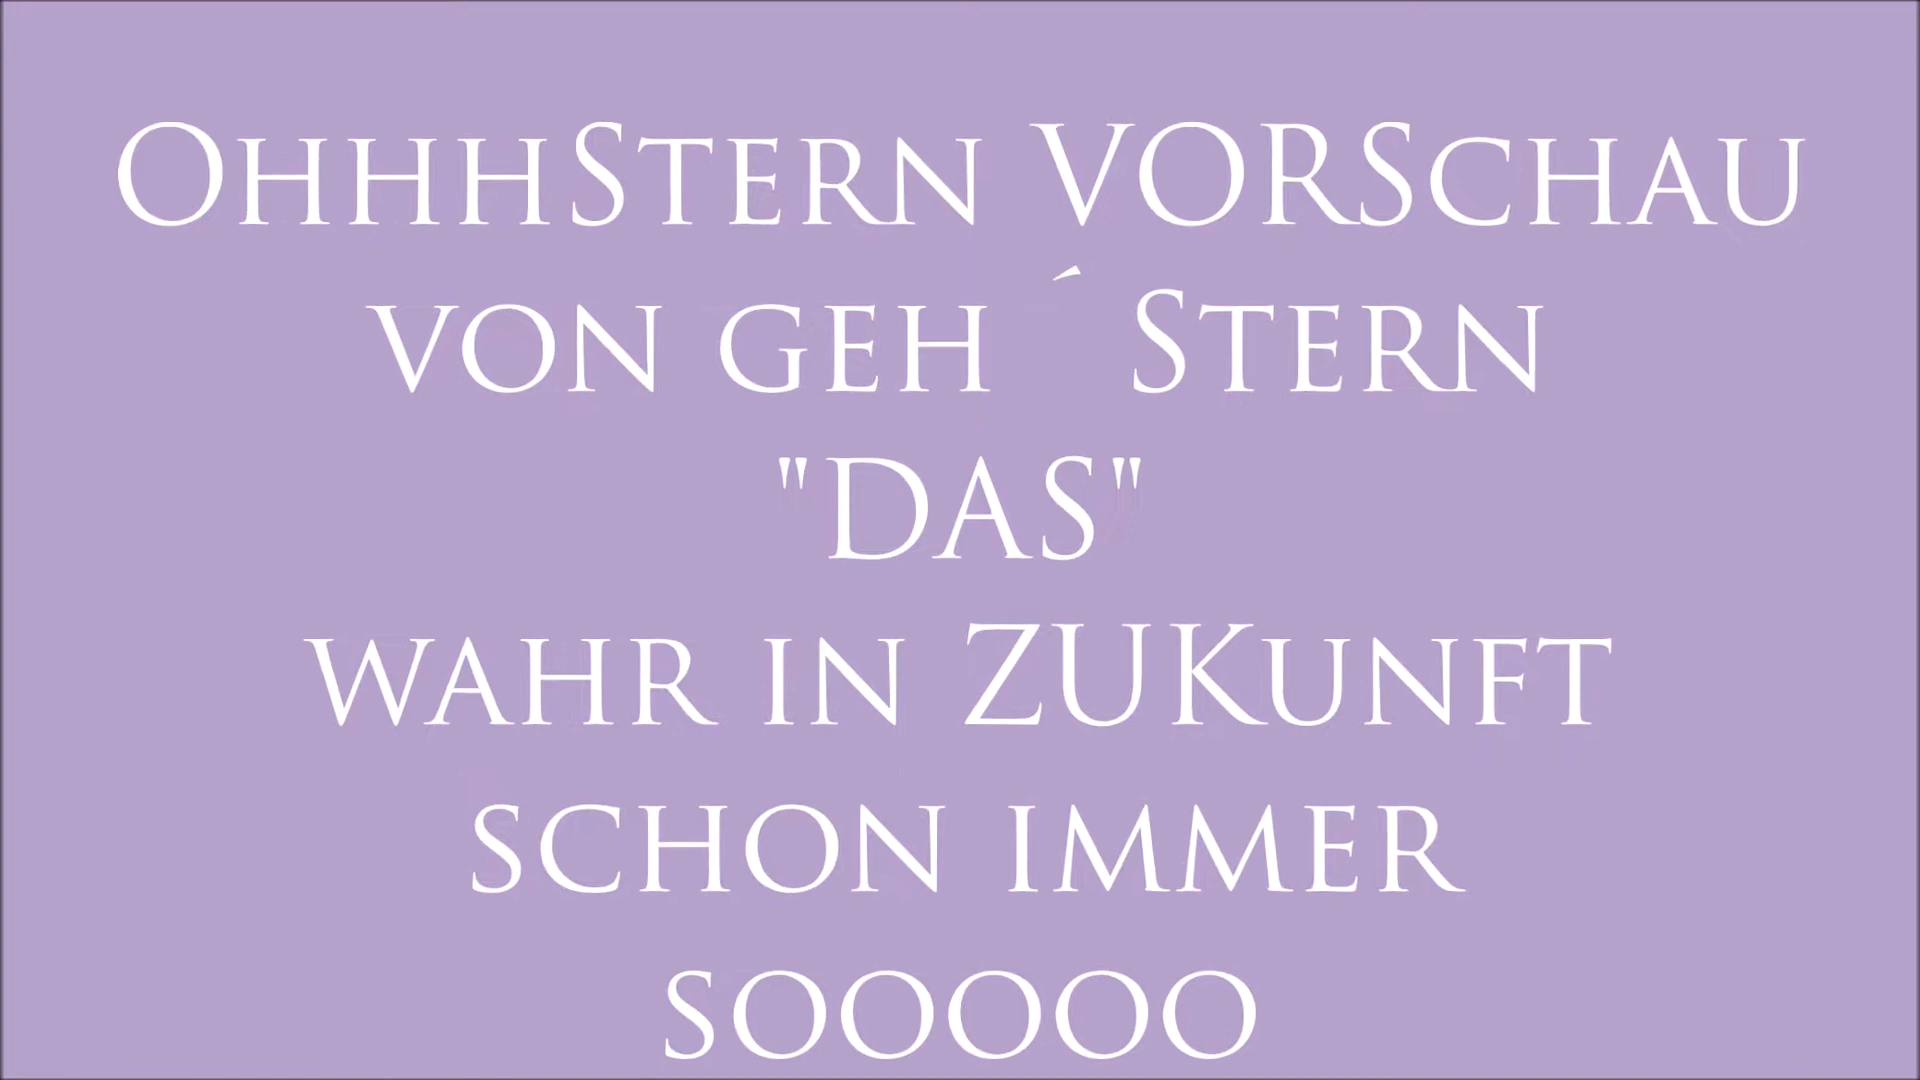 OhhhStern VORSchau
von geh ´ Stern
"DAS"
wahr in ZUKunft
schon immer
sooooo